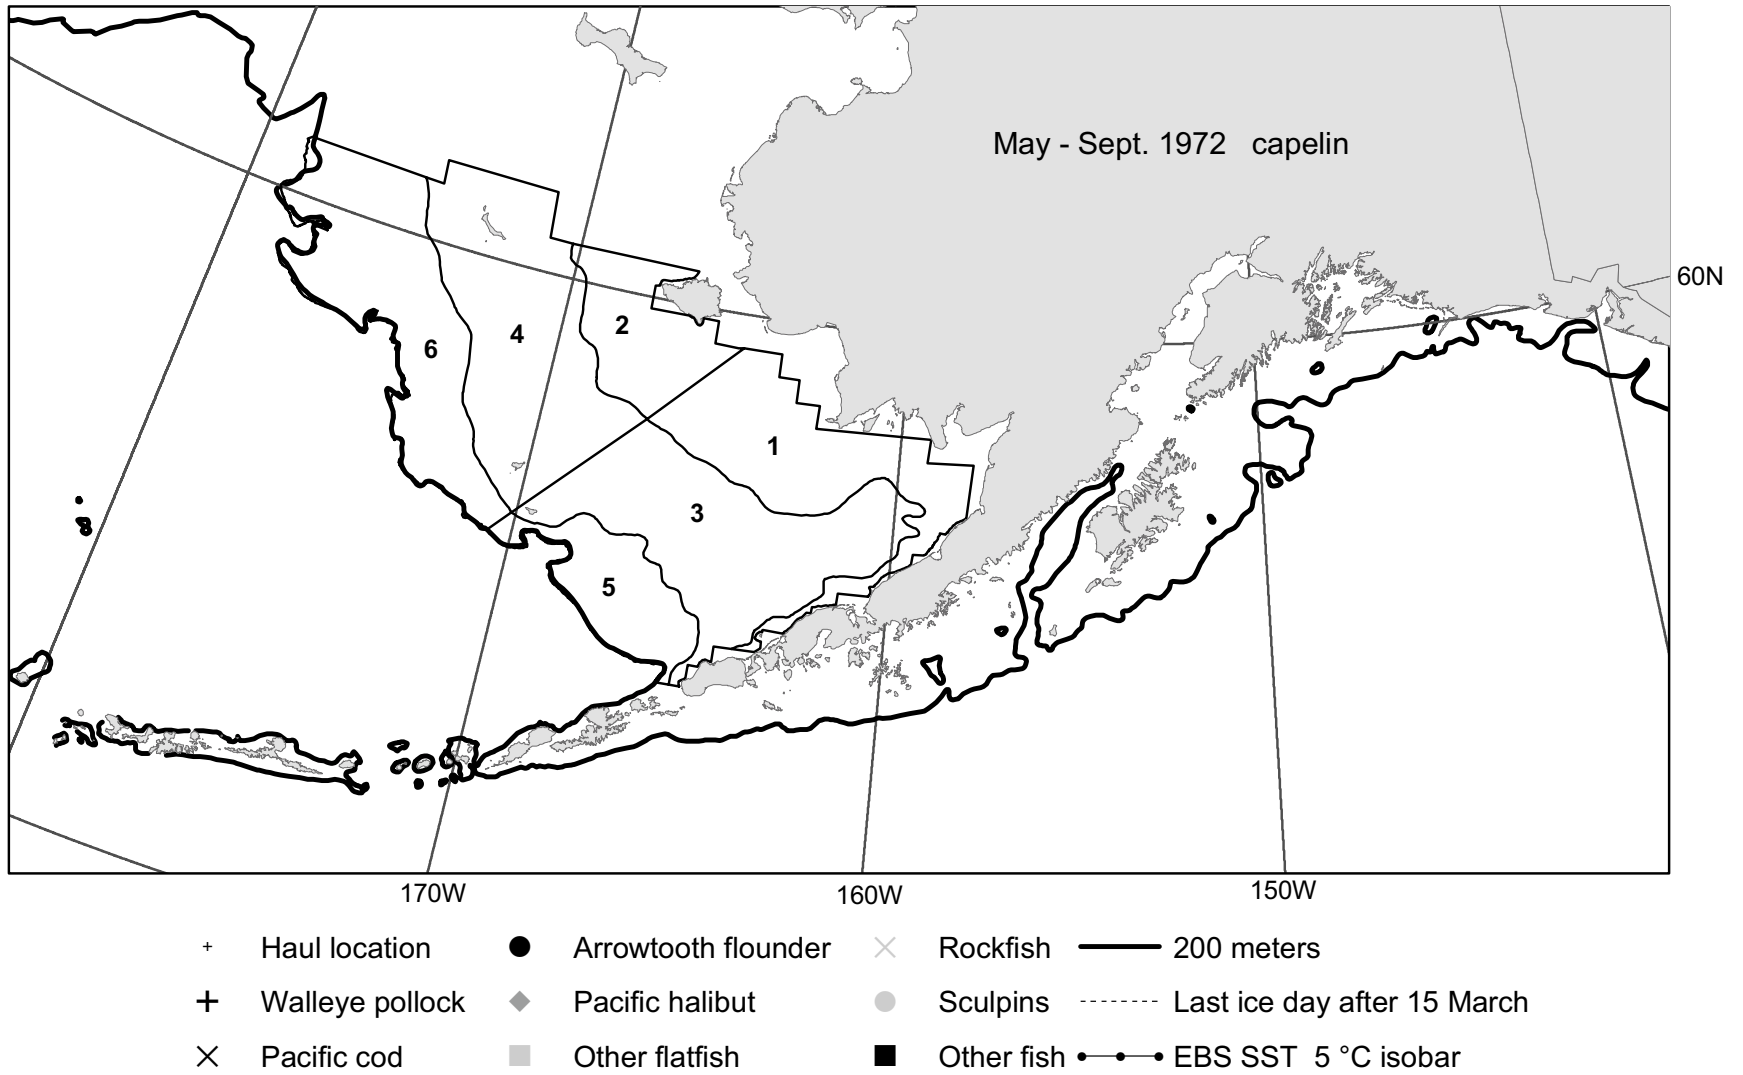 May - Sept. 1972 capelin
60N
2
4
6
1
3
5
170W
160W
150W
Haul location
Arrowtooth flounder
Rockfish
200 meters
Walleye pollock
Pacific halibut
Sculpins
Last ice day after 15 March
Pacific cod
Other flatfish
Other fish
EBS SST 5 °C isobar